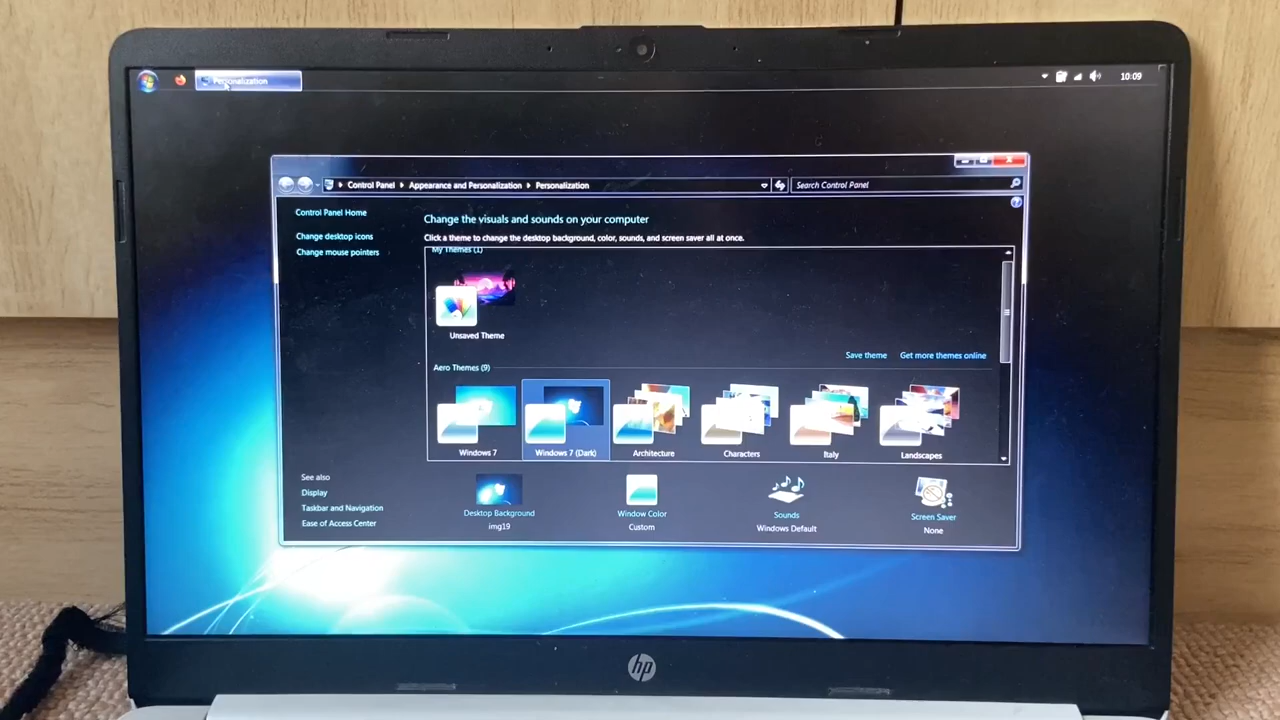 Personalization
10:09
Control Panel Appearance and Personalization Personalization
Search Control Panel
Control Panel Home
Change desktop icons
Change mouse pointers
Change the visuals and sounds on your computer
Click a theme to change the desktop background, color, sounds, and screen saver all at once.
My Themes (1)
Unsaved Theme
Save theme
Get more themes online
Aero Themes (9)
Windows 7
Windows 7 (Dark)
Architecture
Characters
Italy
Landscapes
See also
Display
Taskbar and Navigation
Ease of Access Center
Desktop Background
img19
Window Color
Custom
Sounds
Windows Default
Screen Saver
None
hp